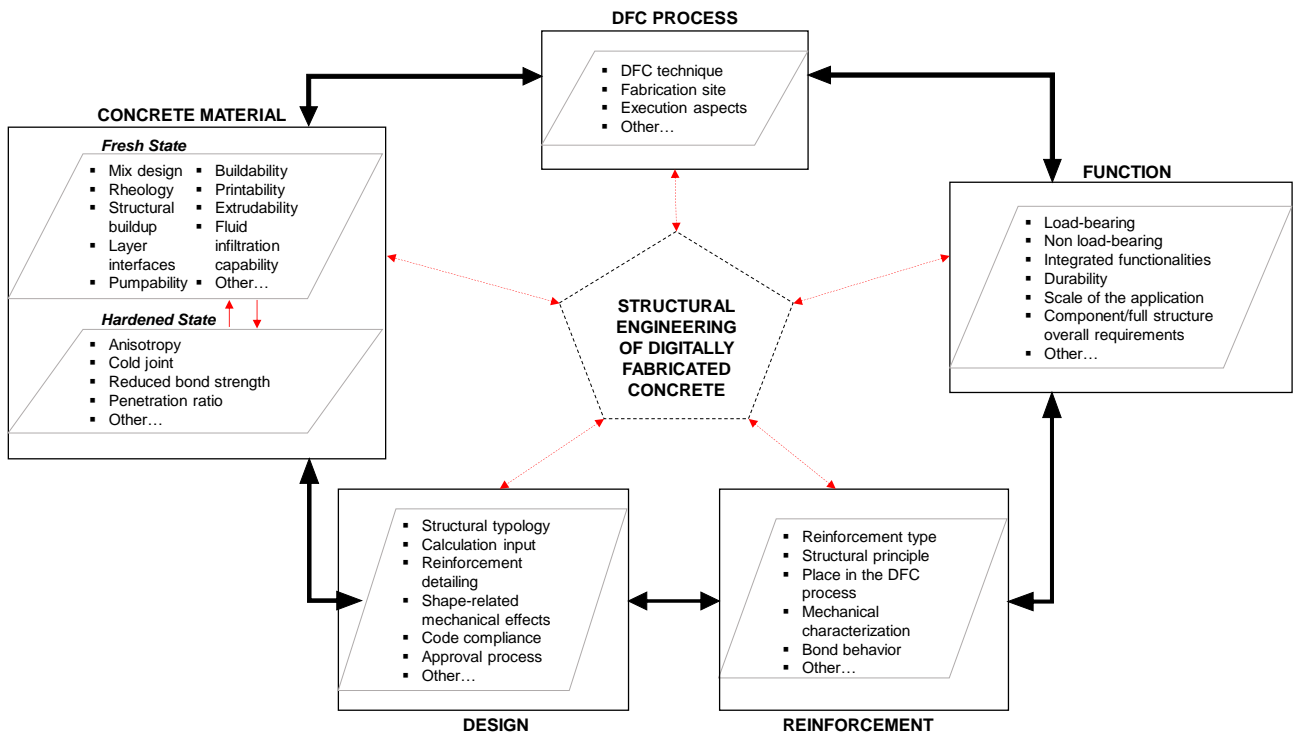 DFC PROCESS
▪ DFC technique
▪ Fabrication site
▪ Execution aspects
▪ Other…
CONCRETE MATERIAL
Fresh State
▪ Mix design
▪ Rheology
▪ Structural
buildup
▪ Layer
interfaces
▪ Pumpability
▪ Buildability
▪ Printability
▪ Extrudability
▪ Fluid
infiltration
capability
▪ Other…
Hardened State
▪ Anisotropy
▪ Cold joint
▪ Reduced bond strength
▪ Penetration ratio
▪ Other…
FUNCTION
▪ Load-bearing
▪ Non load-bearing
▪ Integrated functionalities
▪ Durability
▪ Scale of the application
▪ Component/full structure
overall requirements
▪ Other…
STRUCTURAL
ENGINEERING
OF DIGITALLY
FABRICATED
CONCRETE
▪ Structural typology
▪ Calculation input
▪ Reinforcement
detailing
▪ Shape-related
mechanical effects
▪ Code compliance
▪ Approval process
▪ Other…
DESIGN
▪ Reinforcement type
▪ Structural principle
▪ Place in the DFC
process
▪ Mechanical
characterization
▪ Bond behavior
▪ Other…
REINFORCEMENT